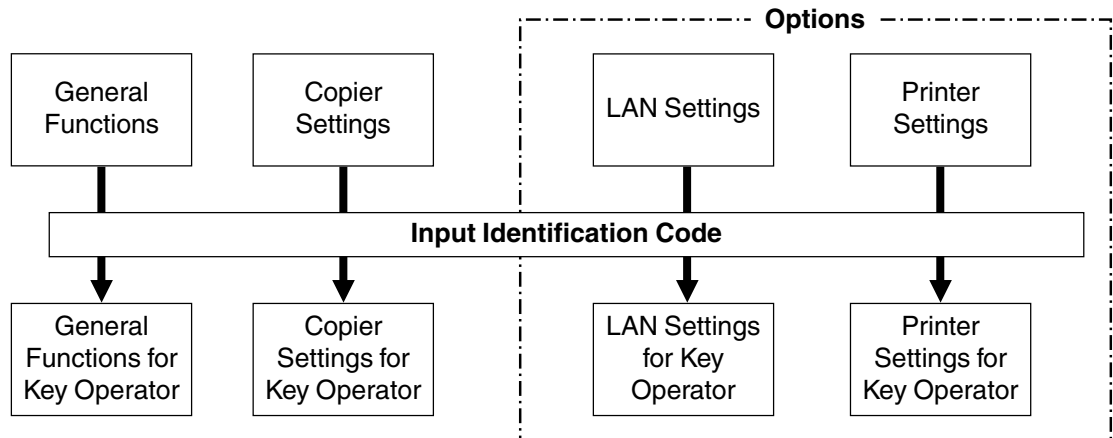 Options
General
Functions
Copier
Settings
LAN Settings
Printer
Settings
Input Identification Code
General
Functions for
Key Operator
Copier
Settings for
Key Operator
LAN Settings
for Key
Operator
Printer
Settings for
Key Operator